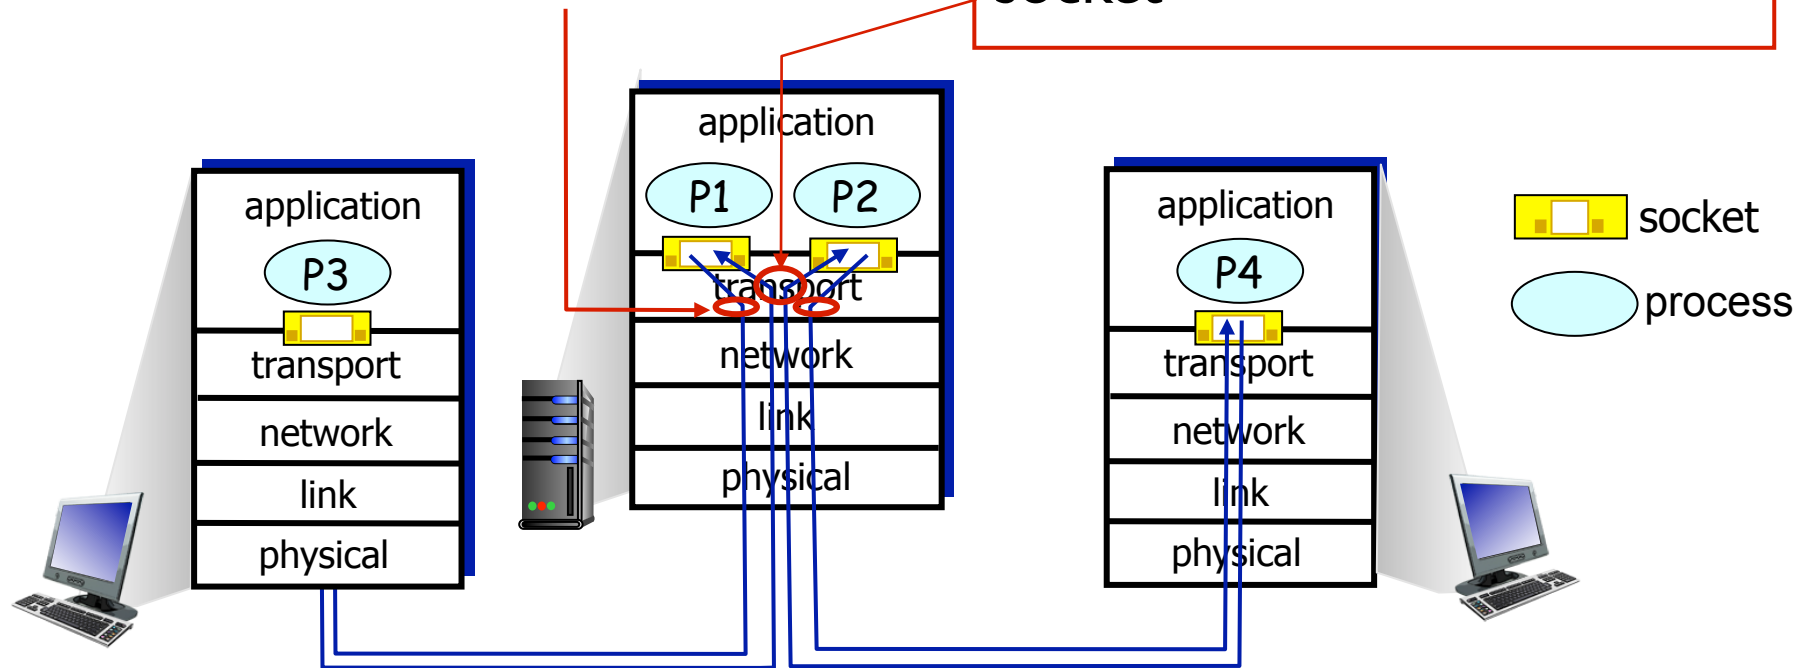 socket
application
P1
P2
transport
network
link
physical
application
P3
transport
network
link
physical
application
P4
transport
network
link
physical
socket
process